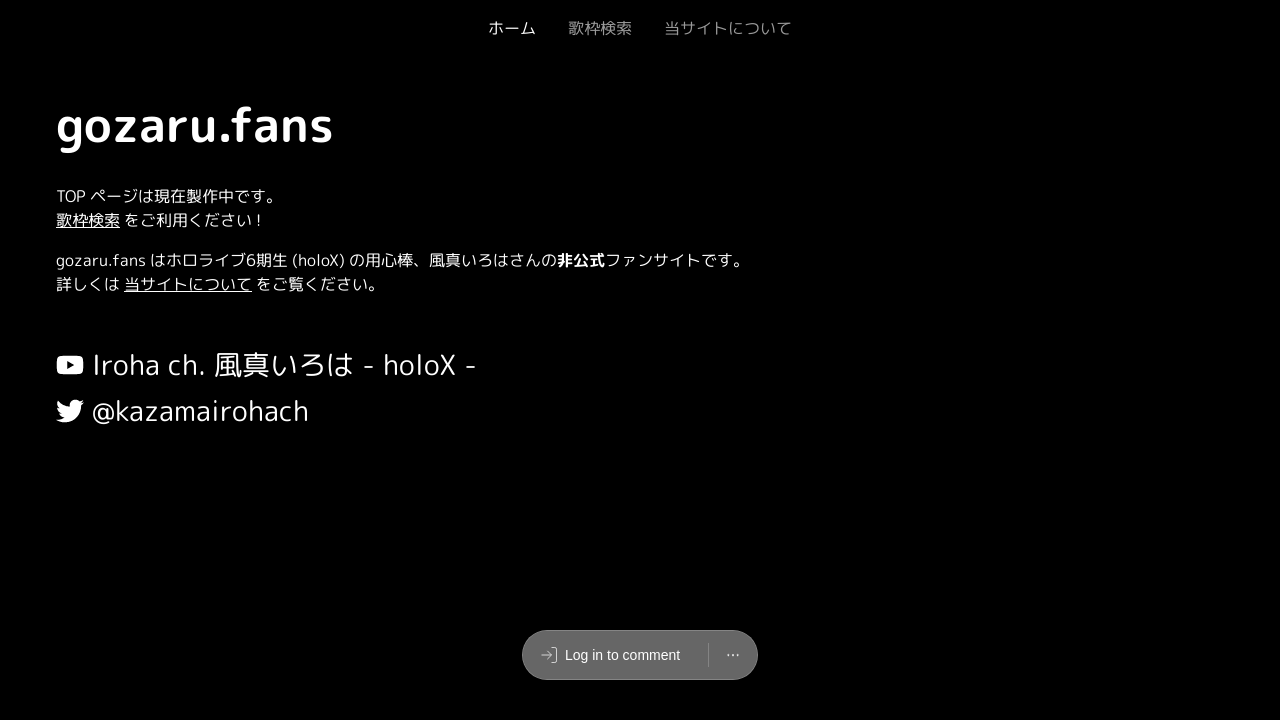 ホーム 歌枠検索 当サイトについて
gozaru.fans
TOP ページは現在製作中です。
歌枠検索 をご利用ください！
gozaru.fans はホロライブ6期生 (holoX) の用心棒、風真いろはさんの非公式ファンサイトです。
詳しくは 当サイトについて をご覧ください。
Iroha ch. 風真いろは - holoX -
@kazamairohach
Log in to comment